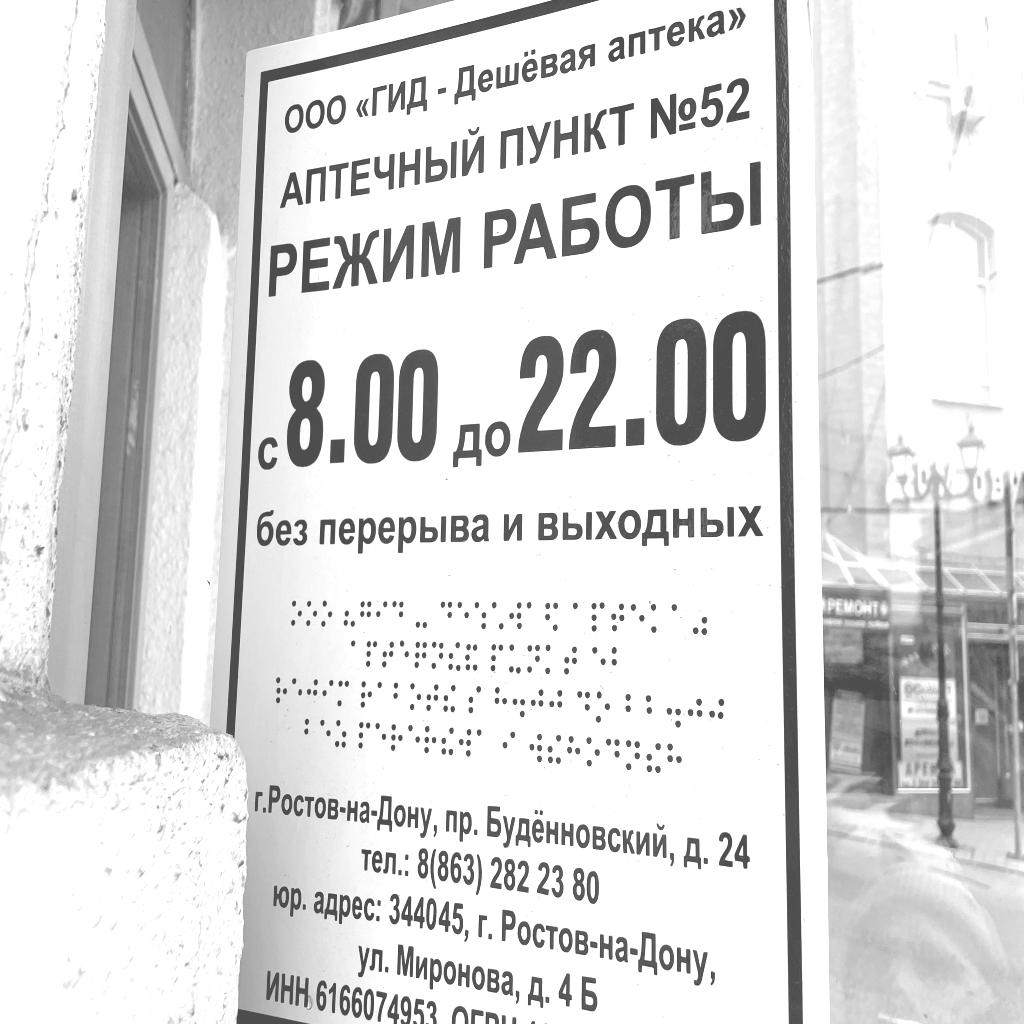 ООО «ГИД - Дешёвая аптека»
АПТЕЧНЫЙ ПУНКТ №52
РЕЖИМ РАБОТЫ
с 8.00 до 22.00
без перерыва и выходных
г.Ростов-на-Дону, пр. Будённовский, д. 24
тел.: 8(863) 282 23 80
юр. адрес: 344045, г. Ростов-на-Дону,
ул. Миронова, д. 4 Б
ИНН 6166074953, ОГРН
РЕМОНТ